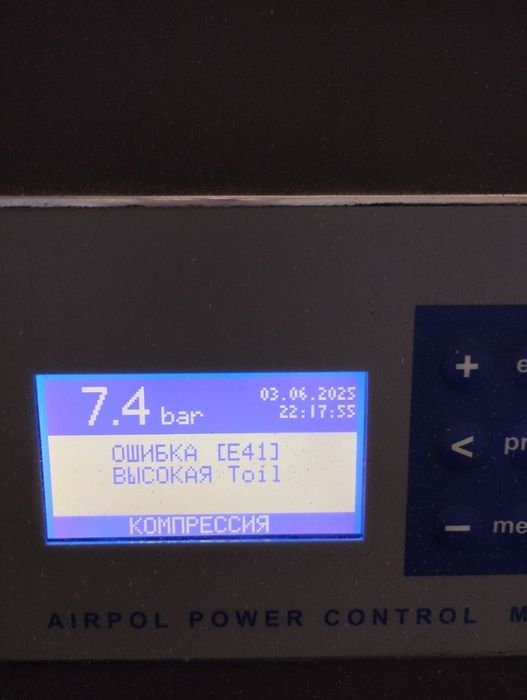 7.4 bar
03.06.2025
22:17:55
ОШИБКА [E41]
ВЫСОКАЯ Toil
КОМПРЕССИЯ
+
<
−
AIRPOL POWER CONTROL